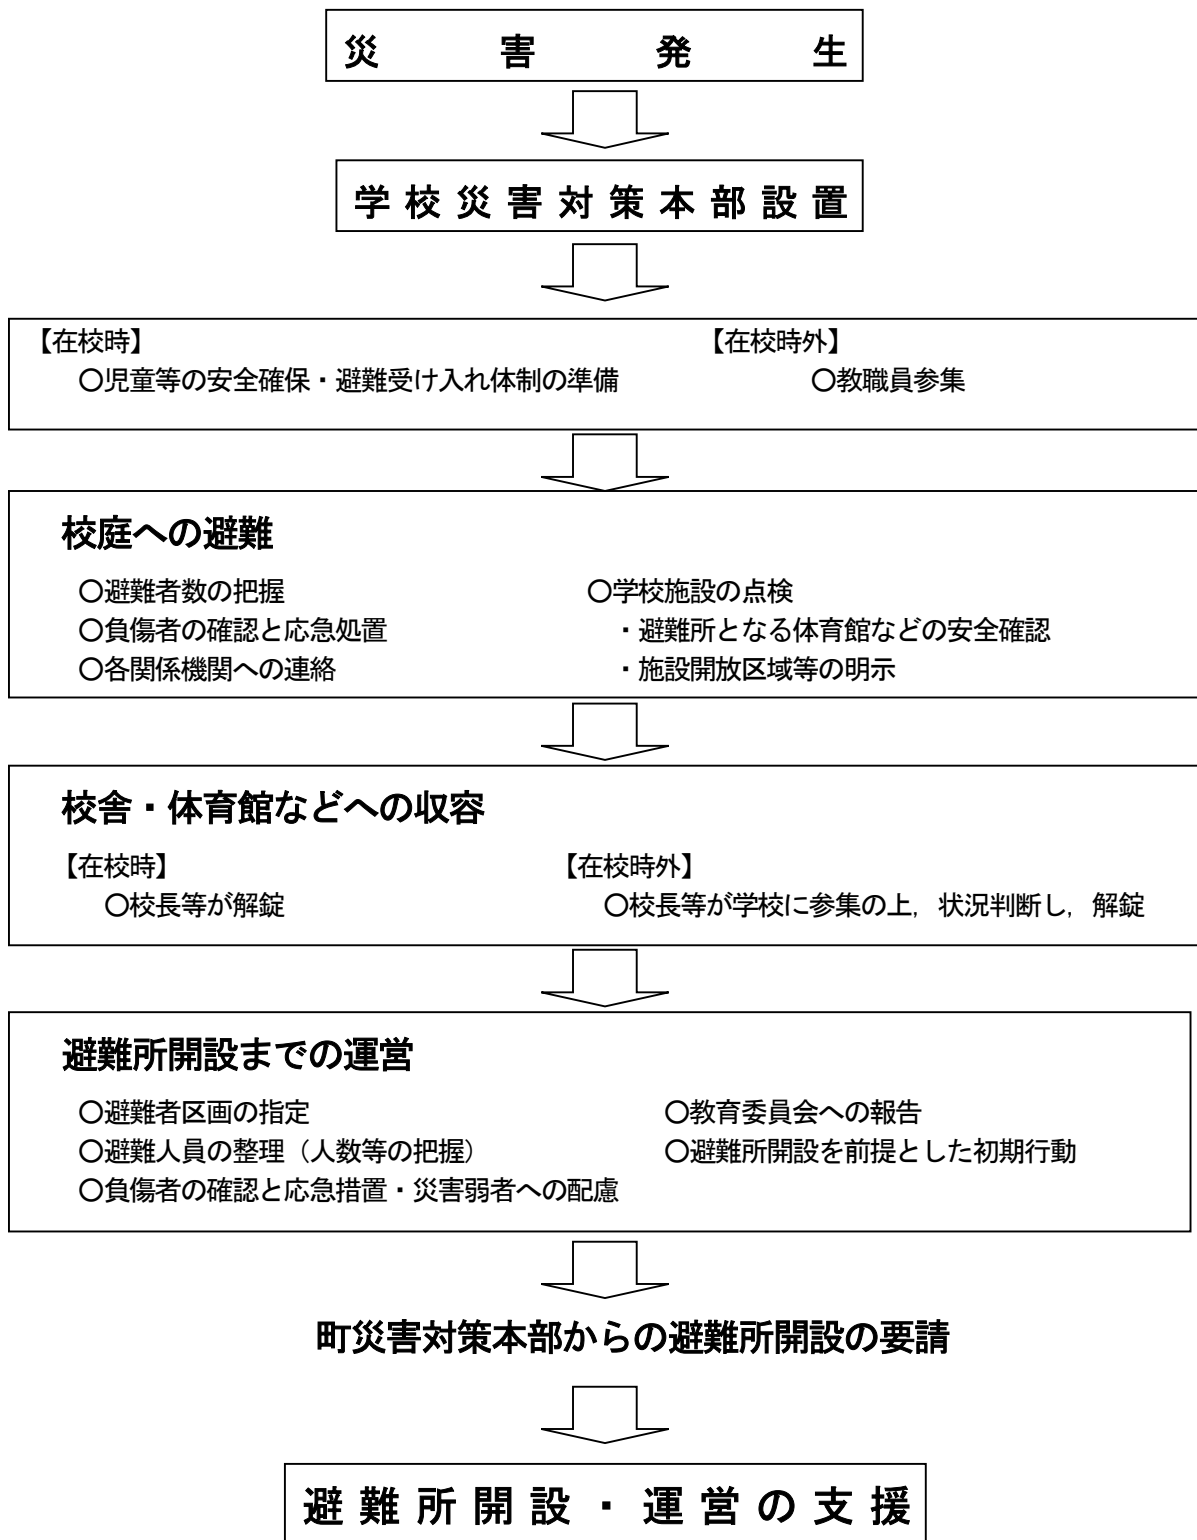 災害発生
学校災害対策本部設置
【在校時】
○児童等の安全確保・避難受け入れ体制の準備
【在校時外】
○教職員参集
校庭への避難
○避難者数の把握
○負傷者の確認と応急処置
○各関係機関への連絡
○学校施設の点検
・避難所となる体育館などの安全確認
・施設開放区域等の明示
校舎・体育館などへの収容
【在校時】
○校長等が解錠
【在校時外】
○校長等が学校に参集の上，状況判断し，解錠
避難所開設までの運営
○避難者区画の指定
○避難人員の整理（人数等の把握）
○負傷者の確認と応急措置・災害弱者への配慮
○教育委員会への報告
○避難所開設を前提とした初期行動
町災害対策本部からの避難所開設の要請
避難所開設・運営の支援